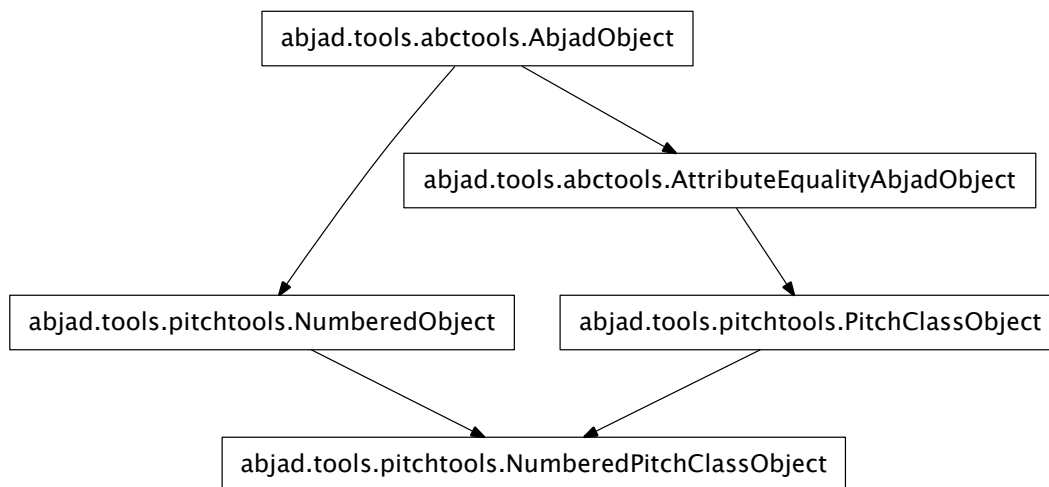 abjad.tools.abctools.AbjadObject
abjad.tools.abctools.AttributeEqualityAbjadObject
abjad.tools.pitchtools.NumberedObject
abjad.tools.pitchtools.PitchClassObject
abjad.tools.pitchtools.NumberedPitchClassObject